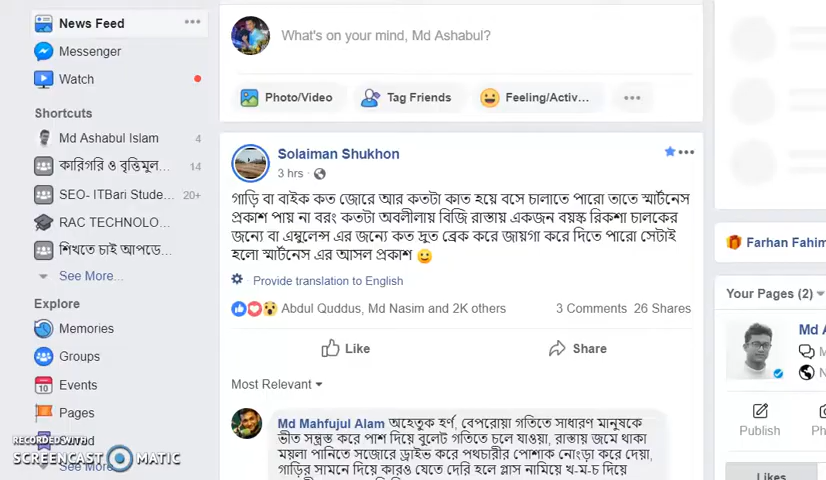 News Feed
Messenger
Watch
Shortcuts
Md Ashabul Islam 4
কারিগরি ও বৃত্তিমুল... 14
SEO- ITBari Stude... 20+
RAC TECHNOLO...
শিখতে চাই আপডে...
See More...
Explore
Memories
Groups
Events
Pages
See More...
RECORDED WITH
SCREENCAST MATIC
What's on your mind, Md Ashabul?
Photo/Video
Tag Friends
Feeling/Activ...
Solaiman Shukhon
3 hrs
গাড়ি বা বাইক কত জোরে আর কতটা কাত হয়ে বসে চালাতে পারো তাতে স্মার্টনেস
প্রকাশ পায় না বরং কতটা অবলীলায় বিজি রাস্তায় একজন বয়স্ক রিকশা চালকের
জন্যে বা এম্বুলেন্স এর জন্যে কত দ্রুত ব্রেক করে জায়গা করে দিতে পারো সেটাই
হলো স্মার্টনেস এর আসল প্রকাশ
Provide translation to English
Abdul Quddus, Md Nasim and 2K others 3 Comments 26 Shares
Like Share
Most Relevant
Md Mahfujul Alam অহেতুক হর্ণ, বেপরোয়া গতিতে সাধারণ মানুষকে
ভীত সন্ত্রস্ত করে পাশ দিয়ে বুলেট গতিতে চলে যাওয়া, রাস্তায় জমে থাকা
ময়লা পানিতে সজোরে ড্রাইভ করে পথচারীর পোশাক নোংড়া করে দেয়া,
গাড়ির সামনে দিয়ে কারও যেতে দেরি হলে গ্লাস নামিয়ে খ-ম-চ দিয়ে
Farhan Fahim
Your Pages (2)
Md A
M
N
Publish
Ph
Likes